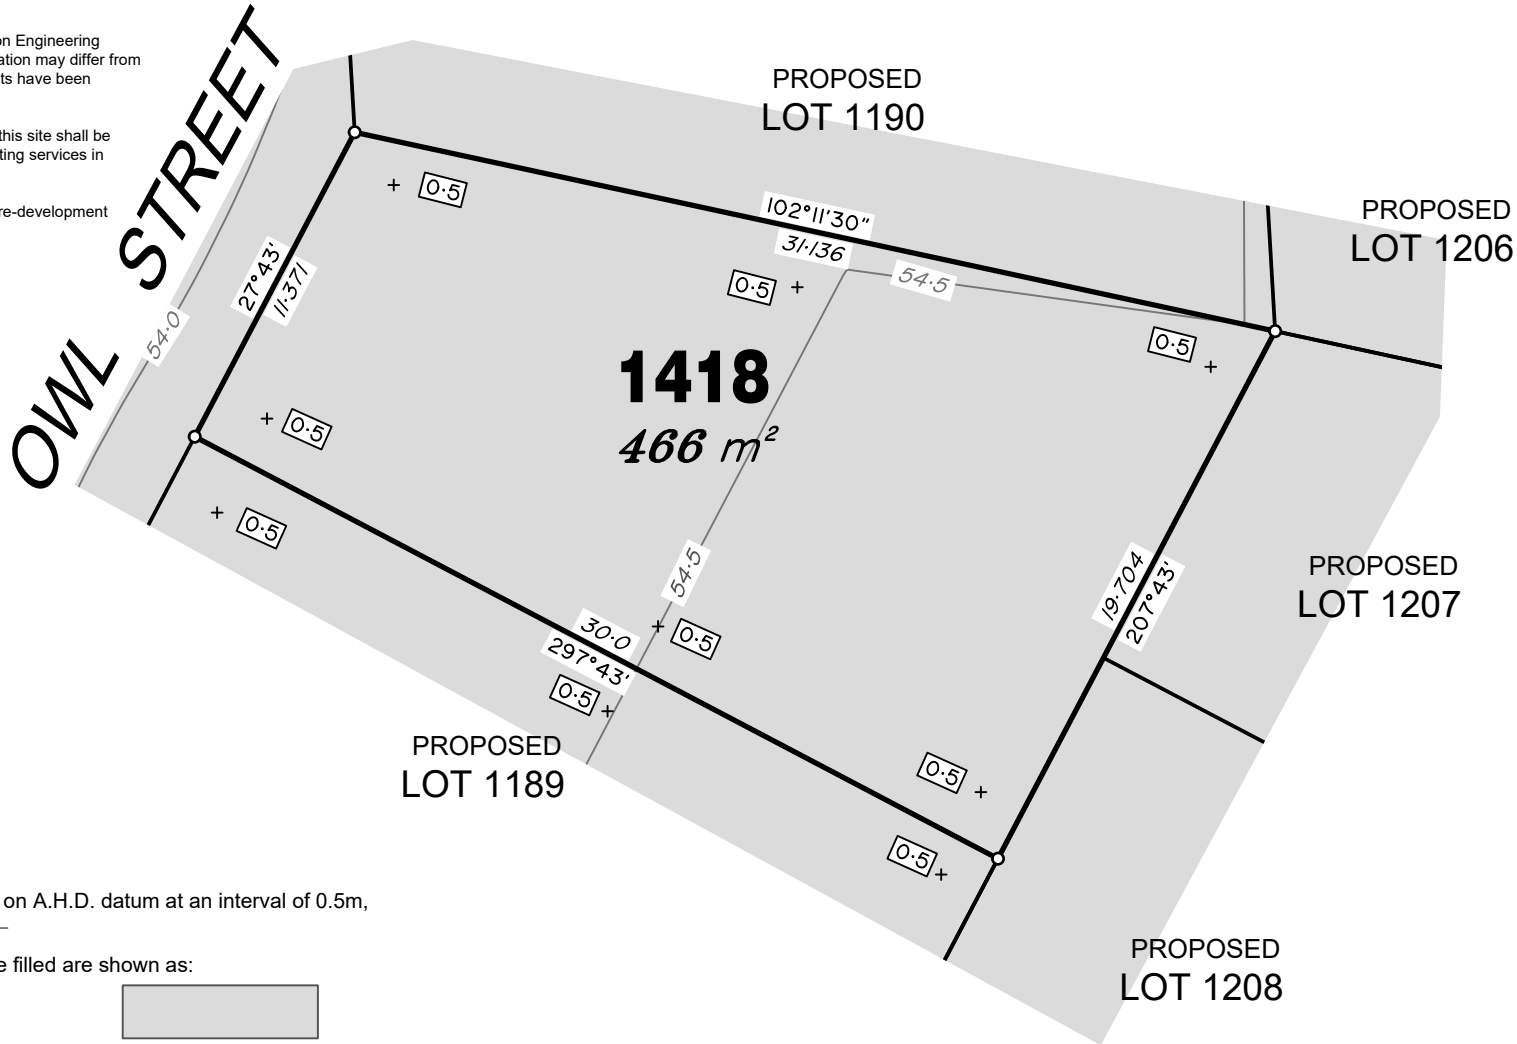 on Engineering
ation may differ from
ts have been
this site shall be
ting services in
re-development
OWL STREET
PROPOSED
LOT 1190
PROPOSED
LOT 1206
102°11'30"
31·136
0·5
54·5
0·5
0·5
27°43'
11·371
54·0
1418
466 m²
0·5
0·5
54·5
19·704
207°43'
PROPOSED
LOT 1207
30·0
297°43'
0·5
0·5
PROPOSED
LOT 1189
0·5
0·5
on A.H.D. datum at an interval of 0.5m,
e filled are shown as:
PROPOSED
LOT 1208